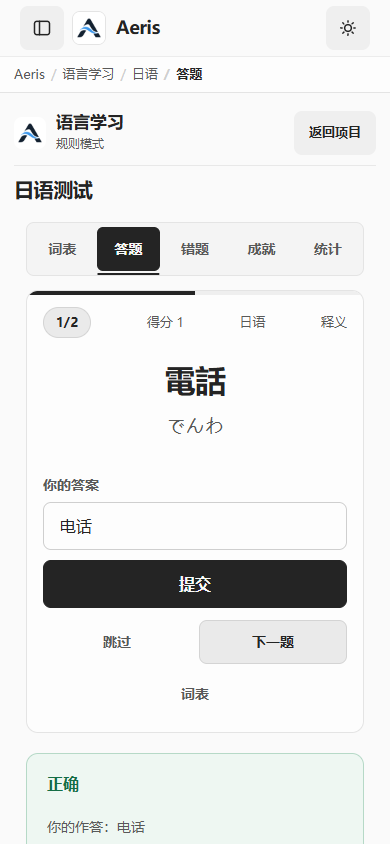 Aeris
Aeris / 语言学习 / 日语 / 答题
语言学习
规则模式
返回项目
日语测试
词表 答题 错题 成就 统计
1/2 得分 1 日语 释义
電話
でんわ
你的答案
电话
提交
跳过 下一题
词表
正确
你的作答：电话